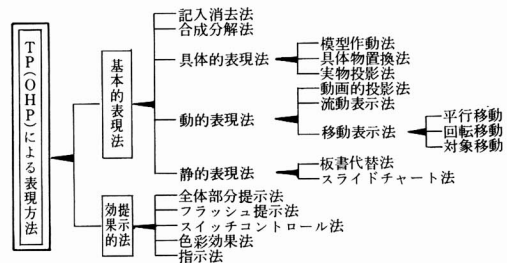 TP(OHP)による表現方法
基本的表現法
記入消去法
合成分解法
具体的表現法
模型作動法
具体物置換法
実物投影法
動的表現法
動画的投影法
流動表示法
移動表示法
平行移動
回転移動
対象移動
静的表現法
板書代替法
スライドチャート法
効果的
提示法
全体部分提示法
フラッシュ提示法
スイッチコントロール法
色彩効果法
指示法